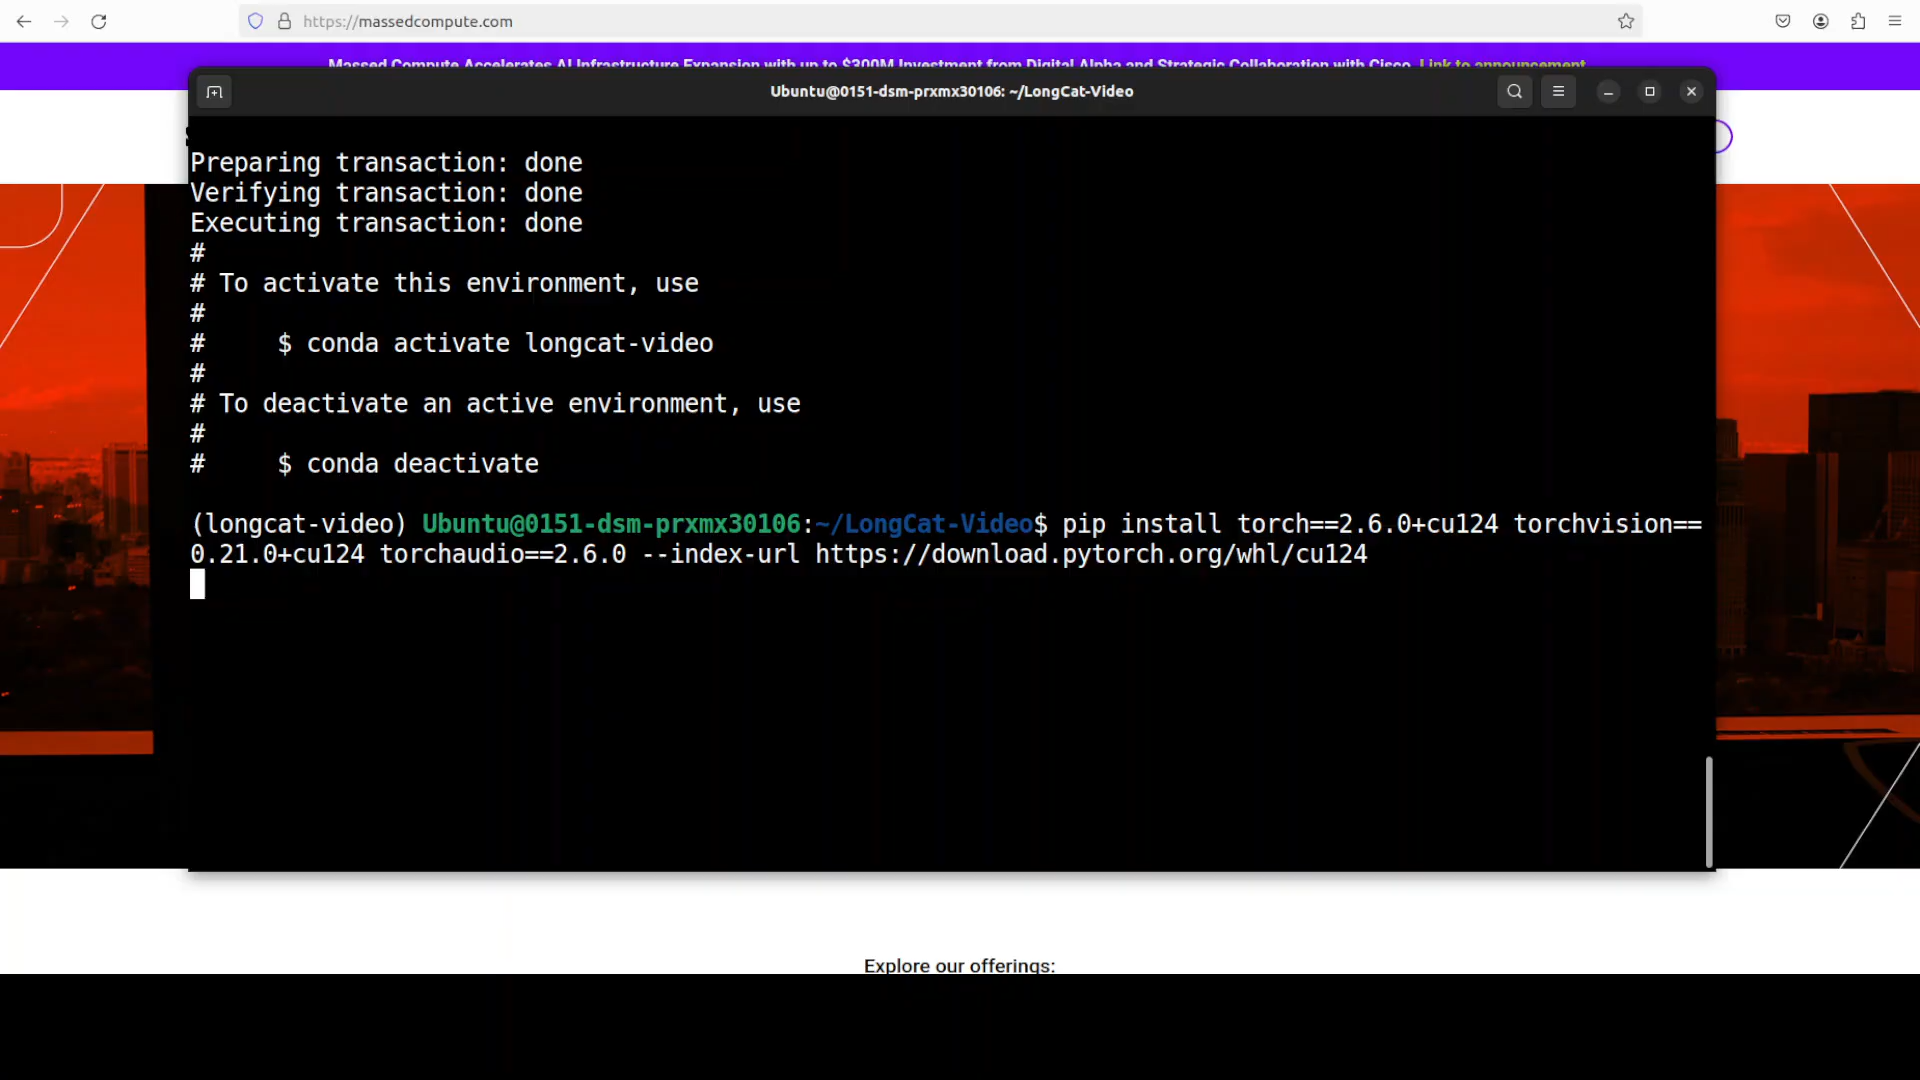 https://massedcompute.com
Massed Compute Accelerates AI Infrastructure Expansion with up to $300M Investment from Digital Alpha and Strategic Collaboration with Cisco. Link to announcement
Ubuntu@0151-dsm-prxmx30106: ~/LongCat-Video
Preparing transaction: done
Verifying transaction: done
Executing transaction: done
#
# To activate this environment, use
#
#     $ conda activate longcat-video
#
# To deactivate an active environment, use
#
#     $ conda deactivate
(longcat-video) Ubuntu@0151-dsm-prxmx30106:~/LongCat-Video$ pip install torch==2.6.0+cu124 torchvision==
0.21.0+cu124 torchaudio==2.6.0 --index-url https://download.pytorch.org/whl/cu124
Explore our offerings: